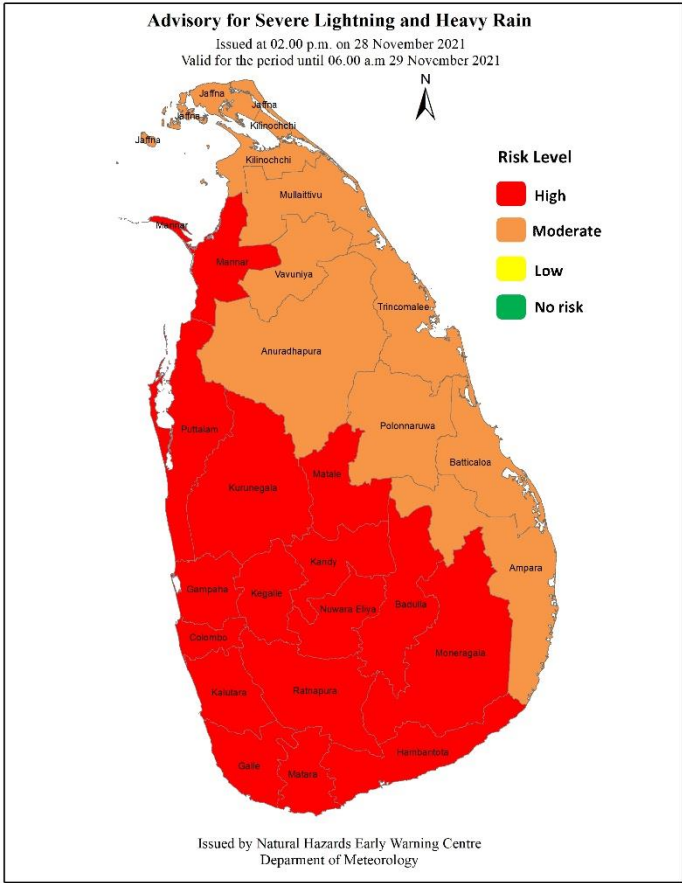 Advisory for Severe Lightning and Heavy Rain
Issued at 02.00 p.m. on 28 November 2021
Valid for the period until 06.00 a.m 29 November 2021
N
Jaffna
Jaffna
Jaffna
Kilinochchi
Jaffna
Kilinochchi
Risk Level
High
Moderate
Low
No risk
Mullaittivu
Mannar
Mannar
Vavuniya
Trincomalee
Anuradhapura
Polonnaruwa
Puttalam
Batticaloa
Matale
Kurunegala
Kandy
Ampara
Gampaha
Kegalle
Nuwara Eliya
Badulla
Colombo
Moneragala
Kalutara
Ratnapura
Hambantota
Galle
Matara
Issued by Natural Hazards Early Warning Centre
Deparment of Meteorology